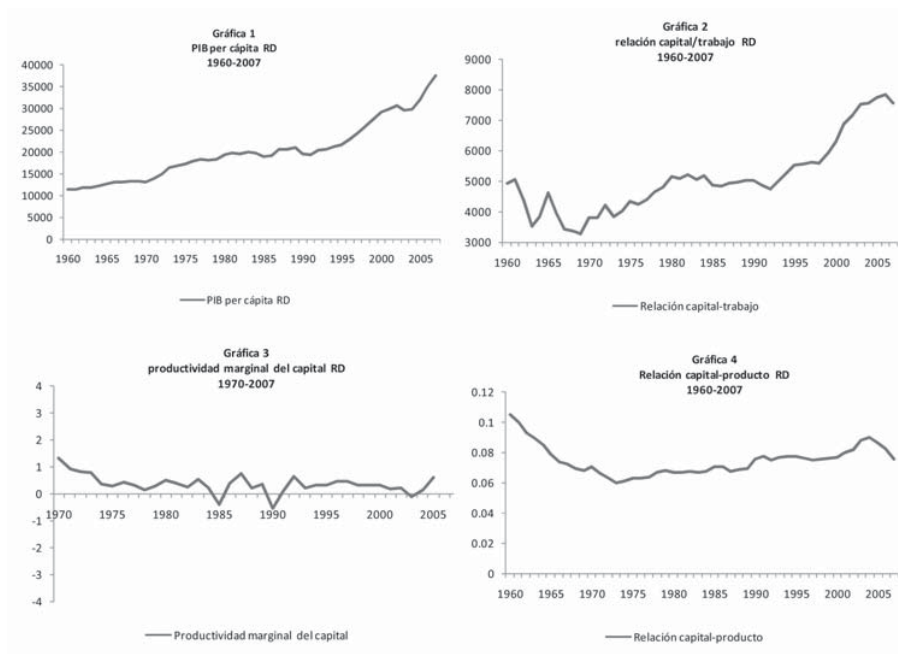 Gráfica 1
PIB per cápita RD
1960-2007
40000
35000
30000
25000
20000
15000
10000
5000
0
1960 1965 1970 1975 1980 1985 1990 1995 2000 2005
PIB per cápita RD
Gráfica 2
relación capital/trabajo RD
1960-2007
9000
8000
7000
6000
5000
4000
3000
1960 1965 1970 1975 1980 1985 1990 1995 2000 2005
Relación capital-trabajo
Gráfica 3
productividad marginal del capital RD
1970-2007
4
3
2
1
0
-1
-2
-3
-4
1970 1975 1980 1985 1990 1995 2000 2005
Productividad marginal del capital
Gráfica 4
Relación capital-producto RD
1960-2007
0.12
0.1
0.08
0.06
0.04
0.02
0
1960 1965 1970 1975 1980 1985 1990 1995 2000 2005
Relación capital-producto